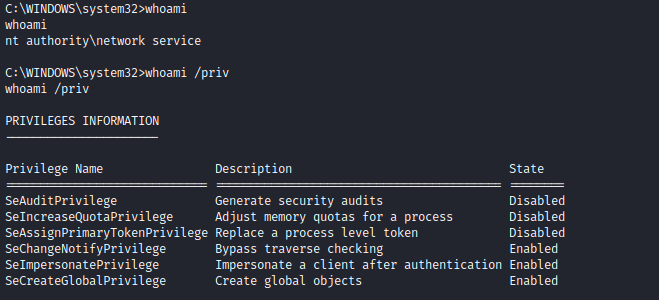 C:\WINDOWS\system32>whoami
whoami
nt authority\network service
C:\WINDOWS\system32>whoami /priv
whoami /priv
PRIVILEGES INFORMATION
----------------------
Privilege Name Description State
============================= ========================================= ========
SeAuditPrivilege Generate security audits Disabled
SeIncreaseQuotaPrivilege Adjust memory quotas for a process Disabled
SeAssignPrimaryTokenPrivilege Replace a process level token Disabled
SeChangeNotifyPrivilege Bypass traverse checking Enabled
SeImpersonatePrivilege Impersonate a client after authentication Enabled
SeCreateGlobalPrivilege Create global objects Enabled